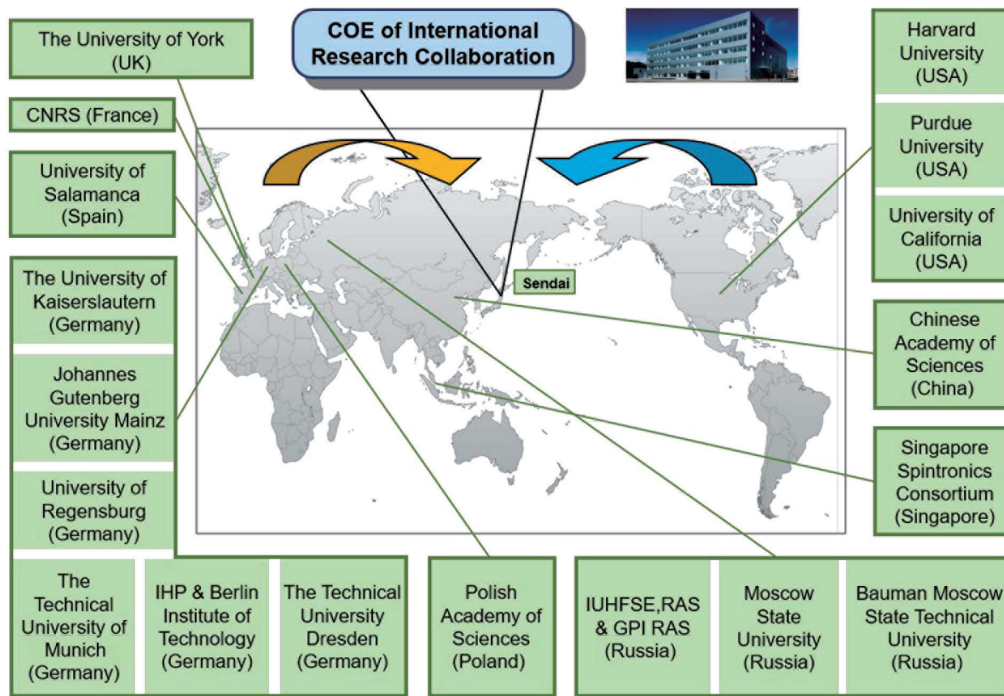 The University of York
(UK)
COE of International
Research Collaboration
Harvard
University
(USA)
CNRS (France)
Purdue
University
(USA)
University of
Salamanca
(Spain)
University of
California
(USA)
The University of
Kaiserslautern
(Germany)
Sendai
Chinese
Academy of
Sciences
(China)
Johannes
Gutenberg
University Mainz
(Germany)
Singapore
Spintronics
Consortium
(Singapore)
University of
Regensburg
(Germany)
The
Technical
University of
Munich
(Germany)
IHP & Berlin
Institute of
Technology
(Germany)
The Technical
University
Dresden
(Germany)
Polish
Academy of
Sciences
(Poland)
IUHFSE,RAS
& GPI RAS
(Russia)
Moscow
State
University
(Russia)
Bauman Moscow
State Technical
University
(Russia)